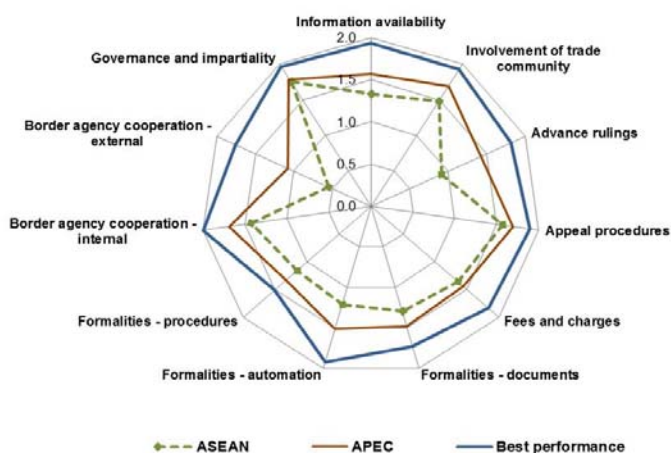 Information availability
Involvement of trade
community
Advance rulings
Appeal procedures
Fees and charges
Formalities - documents
Formalities - automation
Formalities - procedures
Border agency cooperation -
internal
Border agency cooperation -
external
Governance and impartiality
2.0
1.5
1.0
0.5
0.0
ASEAN
APEC
Best performance